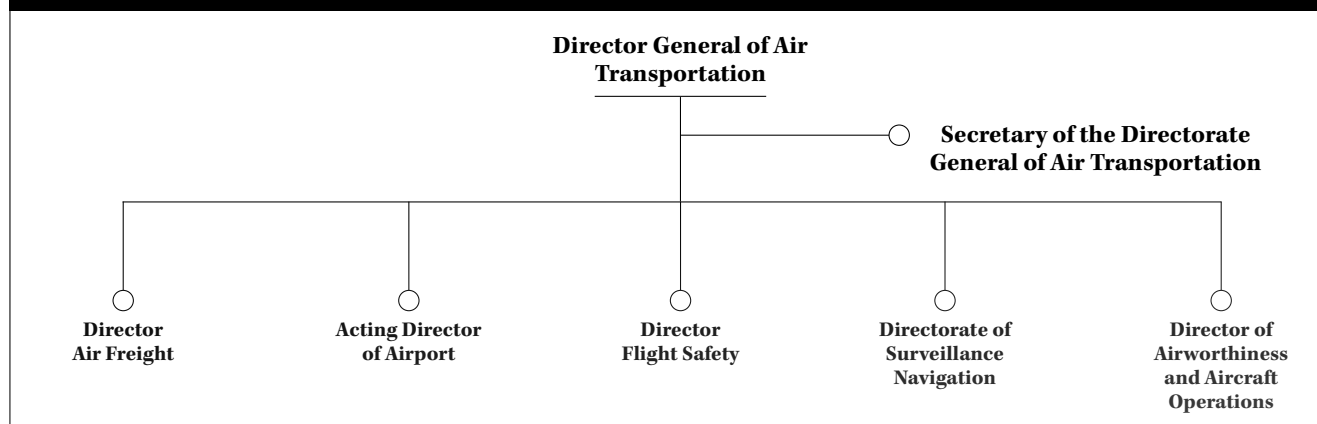 Director General of Air
Transportation
Secretary of the Directorate
General of Air Transportation
Director
Air Freight
Acting Director
of Airport
Director
Flight Safety
Directorate of
Surveillance
Navigation
Director of
Airworthiness
and Aircraft
Operations